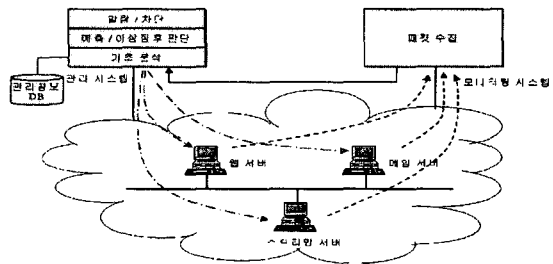 알람 / 차단
예측 / 이상징후 판단
기초 분석
패킷 수집
관리정보
DB
관리 시스템
모니터링 시스템
웹 서버
메일 서버
스트리밍 서버